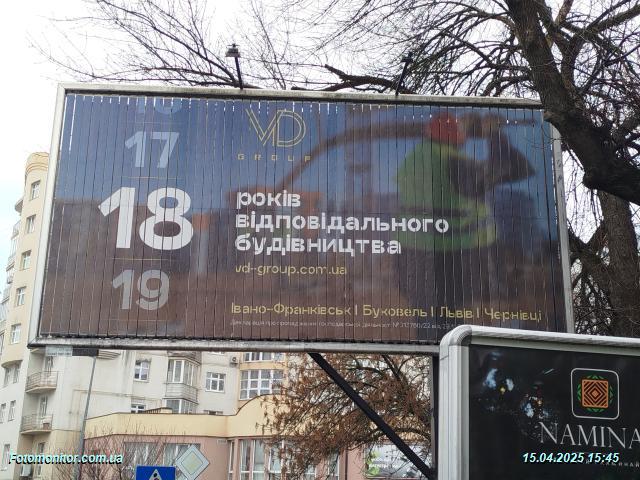 17
18
19
VD
GROUP
років
відповідального
будівництва
vd-group.com.ua
Івано-Франківськ | Буковель | Львів | Чернівці
NAMINA
Fotomonitor.com.ua
15.04.2025 15:45